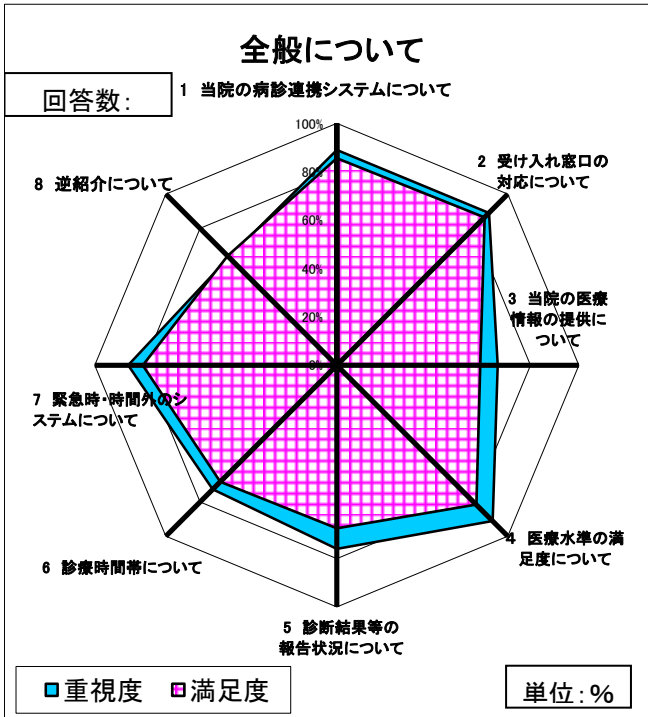 全般について
回答数：
1 当院の病診連携システムについて
100%
80%
60%
40%
20%
0%
2 受け入れ窓口の
対応について
3 当院の医療
情報の提供に
ついて
4 医療水準の満
足度について
5 診断結果等の
報告状況について
6 診療時間帯について
7 緊急時・時間外のシ
ステムについて
8 逆紹介について
重視度 満足度
単位：％